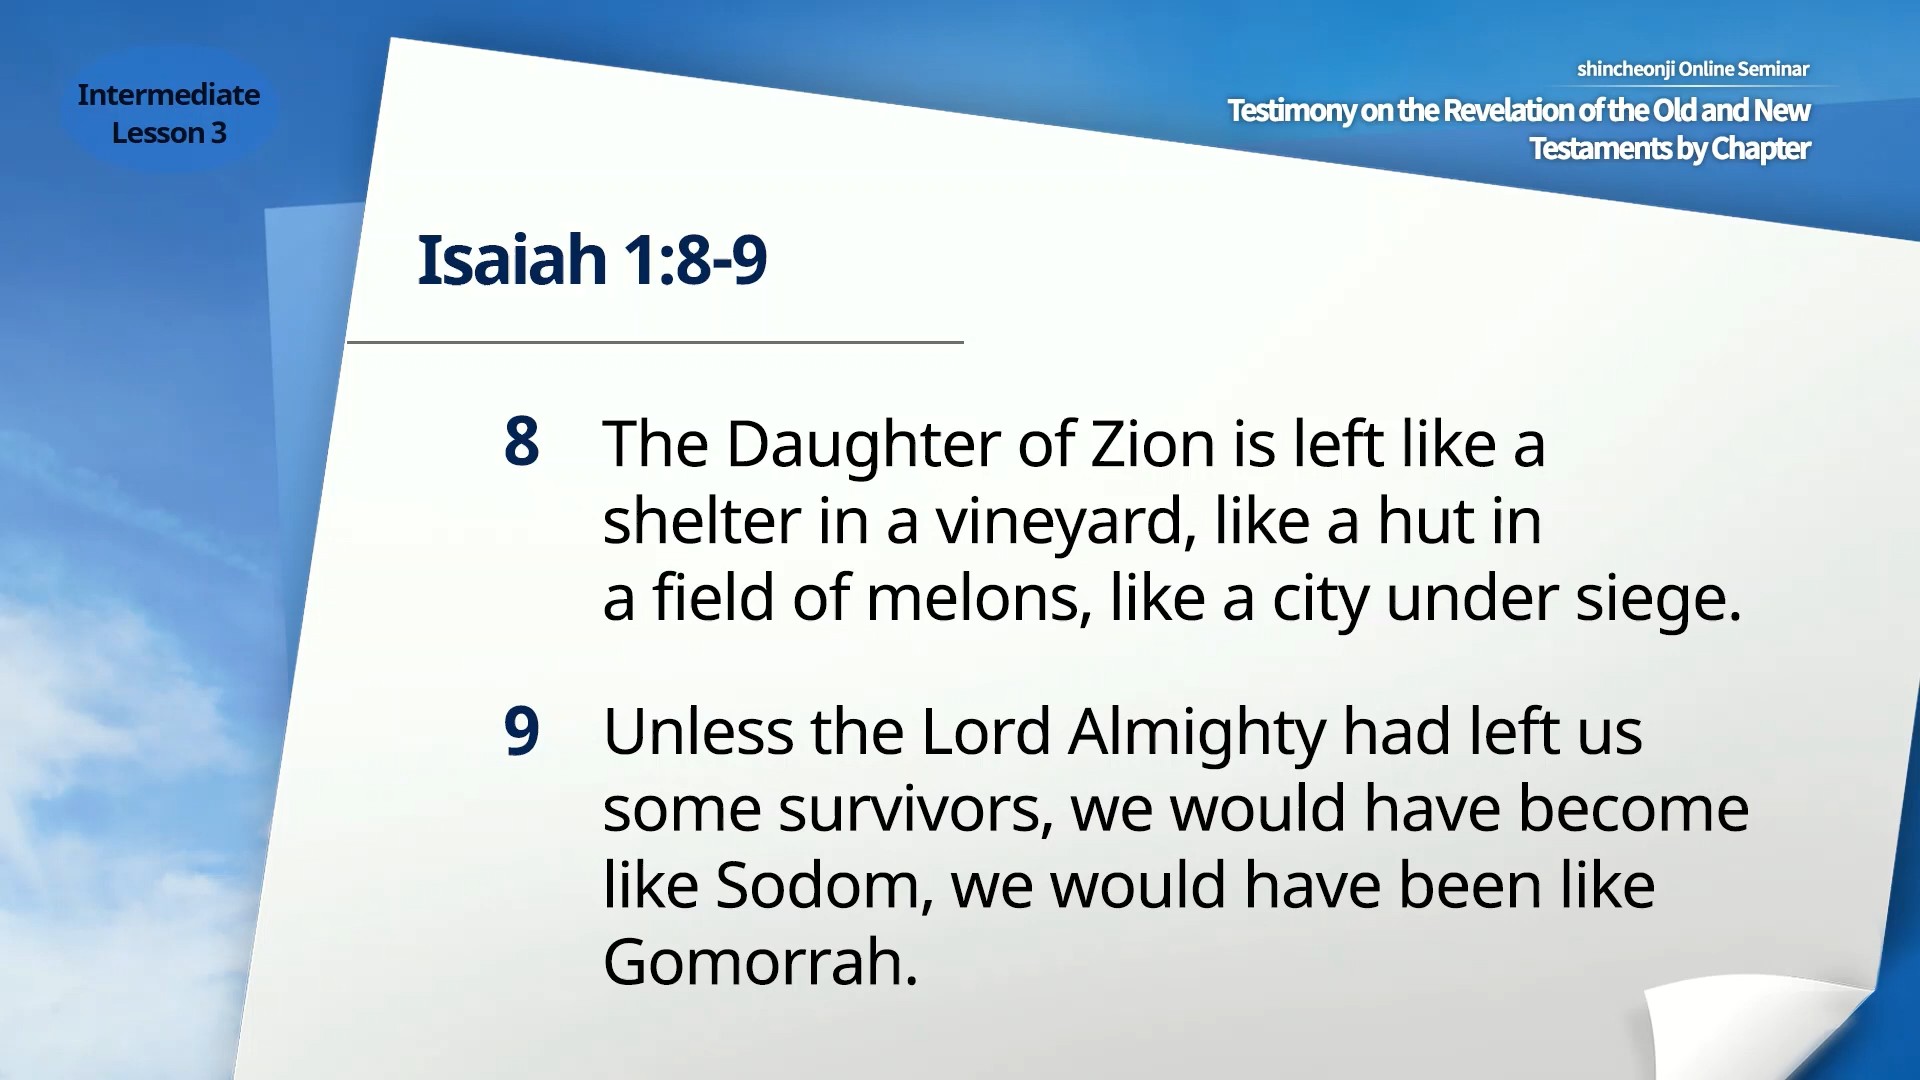 Intermediate
Lesson 3
shincheonji Online Seminar
Testimony on the Revelation of the Old and New
Testaments by Chapter
Isaiah 1:8-9
8 The Daughter of Zion is left like a
shelter in a vineyard, like a hut in
a field of melons, like a city under siege.
9 Unless the Lord Almighty had left us
some survivors, we would have become
like Sodom, we would have been like
Gomorrah.